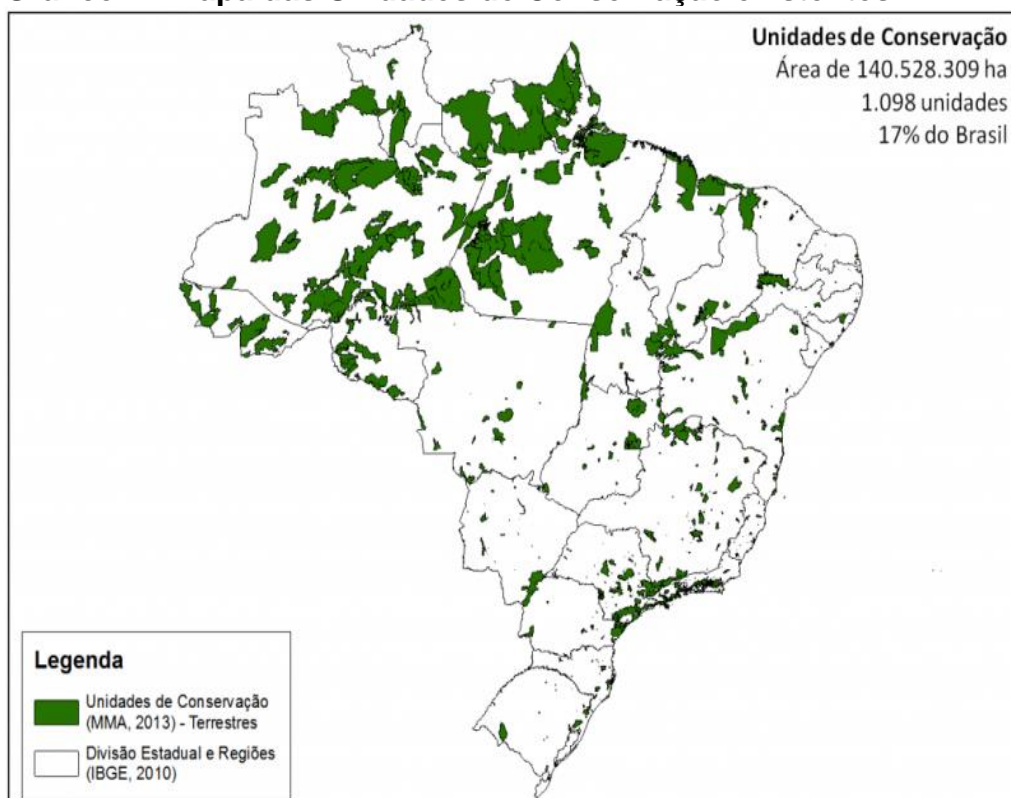 Unidades de Conservação
Área de 140.528.309 ha
1.098 unidades
17% do Brasil
Legenda
Unidades de Conservação
(MMA, 2013) - Terrestres
Divisão Estadual e Regiões
(IBGE, 2010)